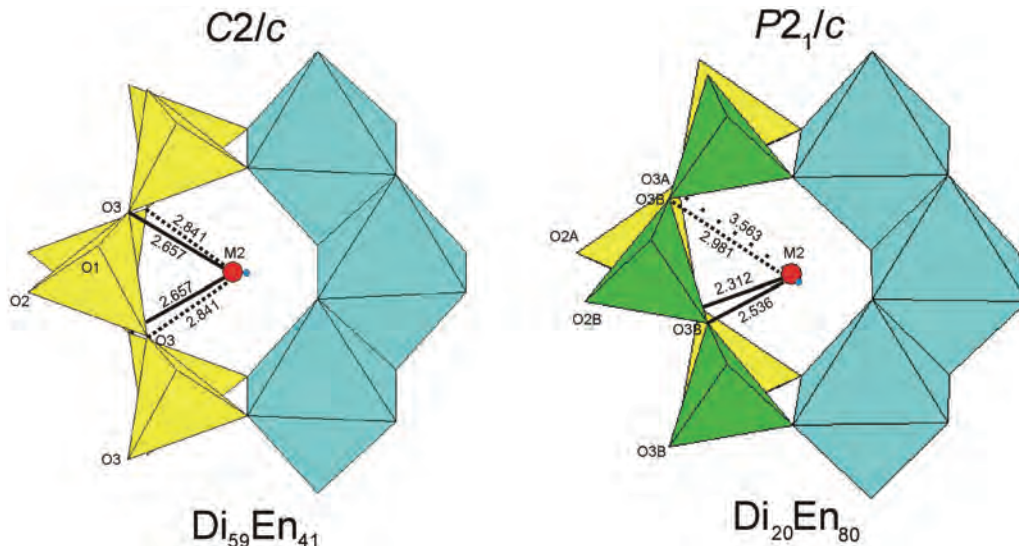 C2/c
O3
2.841
2.657
M2
O1
O2
2.657
2.841
O3
O3
Di₅₉En₄₁
P2₁/c
O3A
O3B
O2A
3.563
2.981
M2
2.312
2.536
O2B
O3B
O3B
Di₂₀En₈₀